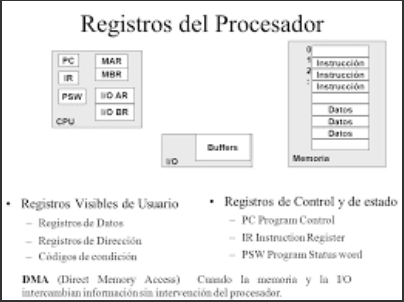 Registros del Procesador
PC
MAR
IR
MBR
PSW
I/O AR
I/O BR
CPU
Buffers
I/O
0
1
2
:
Instrucción
Instrucción
Instrucción
Datos
Datos
Datos
Memoria
• Registros Visibles de Usuario
– Registros de Datos
– Registros de Dirección
– Códigos de condición
• Registros de Control y de estado
– PC Program Control
– IR Instruction Register
– PSW Program Status word
DMA (Direct Memory Access) Cuando la memoria y la I/O
intercambian información sin intervención del procesador.